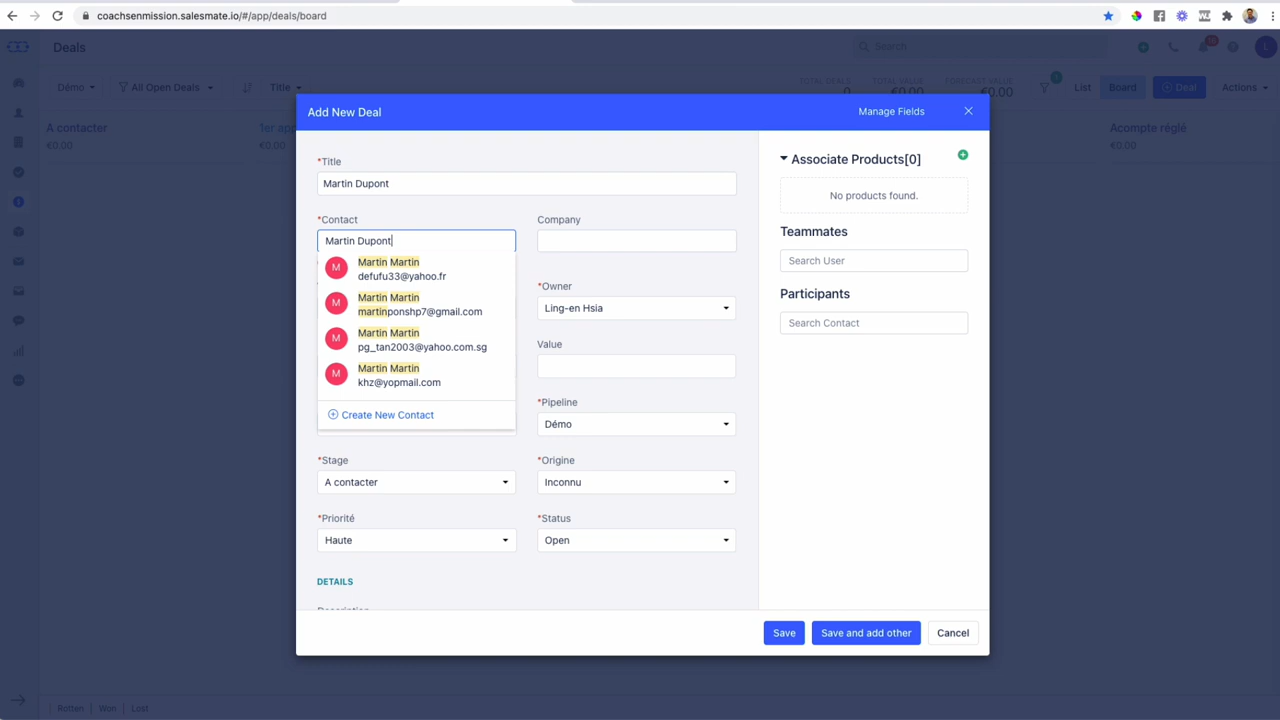 coachsenmission.salesmate.io/#/app/deals/board
Deals
Search
Démo
All Open Deals
Title
TOTAL DEALS
0
TOTAL VALUE
€0.00
FORECAST VALUE
€0.00
List
Board
Deal
Actions
A contacter
€0.00
1er app
€0.00
Acompte réglé
€0.00
Add New Deal
Manage Fields
*Title
Martin Dupont
*Contact
Martin Dupont
Company
Martin Martin
defufu33@yahoo.fr
Martin Martin
martinponshp7@gmail.com
Martin Martin
pg_tan2003@yahoo.com.sg
Martin Martin
khz@yopmail.com
M
M
M
M
Create New Contact
*Owner
Ling-en Hsia
Value
*Pipeline
Démo
*Stage
A contacter
*Origine
Inconnu
*Priorité
Haute
*Status
Open
DETAILS
Description
Associate Products[0]
No products found.
Teammates
Search User
Participants
Search Contact
Save
Save and add other
Cancel
Rotten
Won
Lost